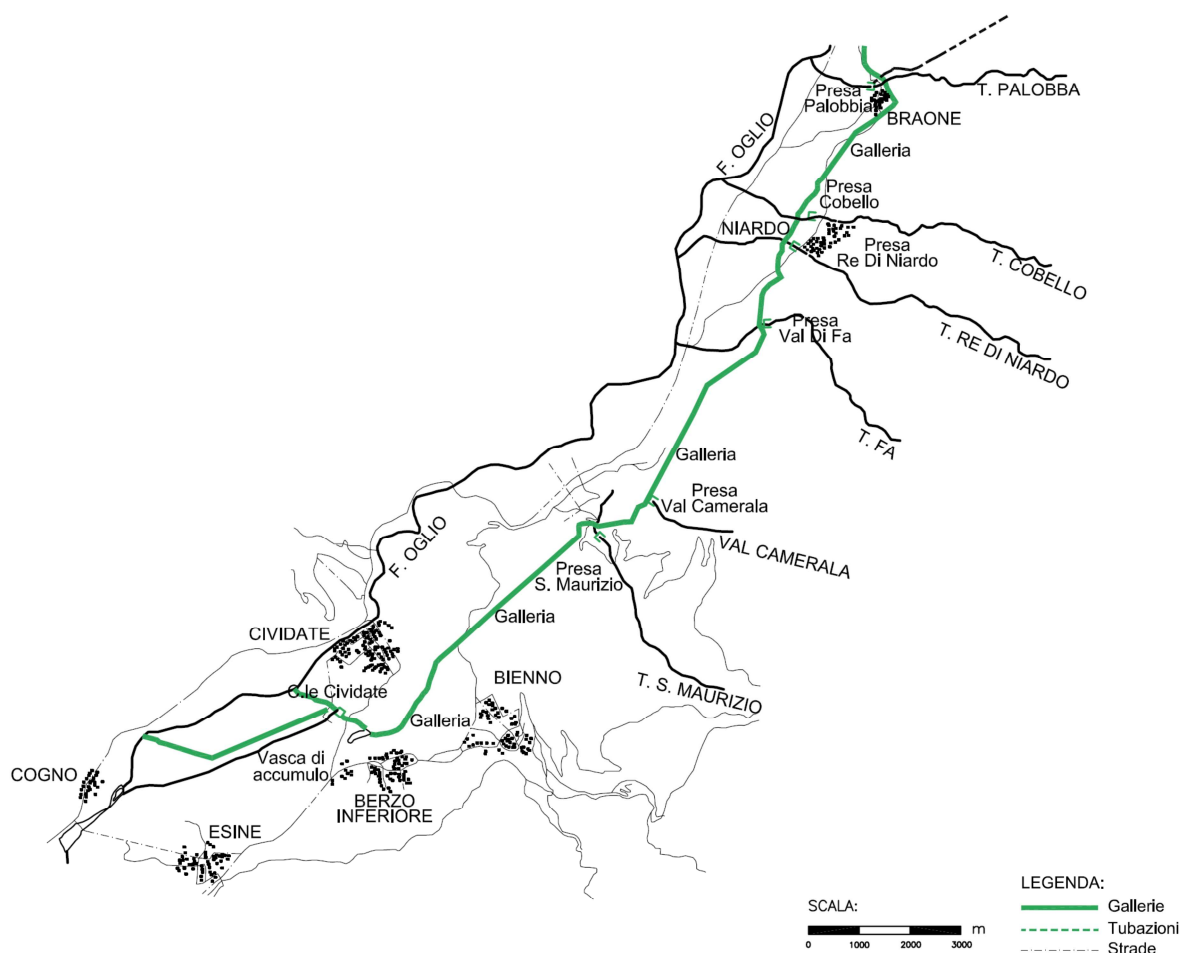 T. PALOBBA
Presa
Palobbia
BRAONE
F. OGLIO
Galleria
Presa
Cobello
NIARDO
Presa
Re Di Niardo
T. COBELLO
Presa
Val Di Fa
T. RE DI NIARDO
T. FA
Galleria
Presa
Val Camerala
VAL CAMERALA
F. OGLIO
Presa
S. Maurizio
Galleria
CIVIDATE
BIENNO
T. S. MAURIZIO
C.le Cividate
Galleria
Vasca di
accumulo
COGNO
BERZO
INFERIORE
ESINE
SCALA:
m
0 1000 2000 3000
LEGENDA:
Gallerie
Tubazioni
Strade